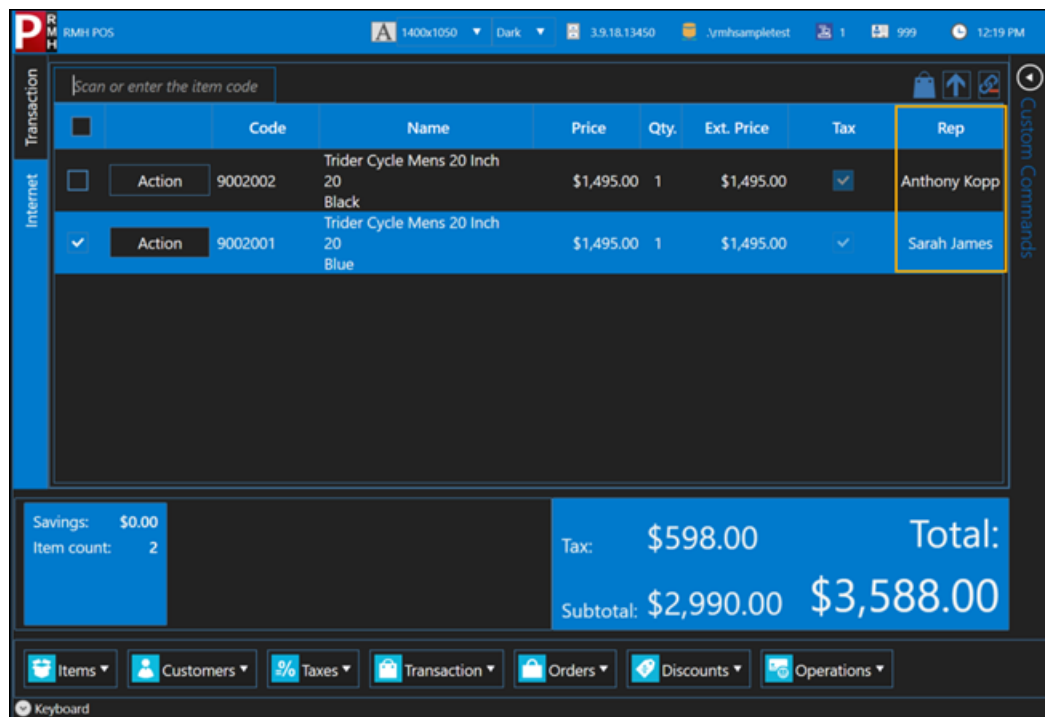 P RMH RMH POS A 1400x1050 Dark 3.9.18.13450 .\rmhsampletest 1 999 12:19 PM
Transaction
Internet
Scan or enter the item code
Custom Commands
Code Name Price Qty. Ext. Price Tax Rep
Trider Cycle Mens 20 Inch
Action 9002002 20 $1,495.00 1 $1,495.00 Anthony Kopp
Black
Trider Cycle Mens 20 Inch
Action 9002001 20 $1,495.00 1 $1,495.00 Sarah James
Blue
Savings: $0.00
Item count: 2
Tax: $598.00 Total:
Subtotal: $2,990.00 $3,588.00
Items Customers =% Taxes Transaction Orders Discounts Operations
Keyboard